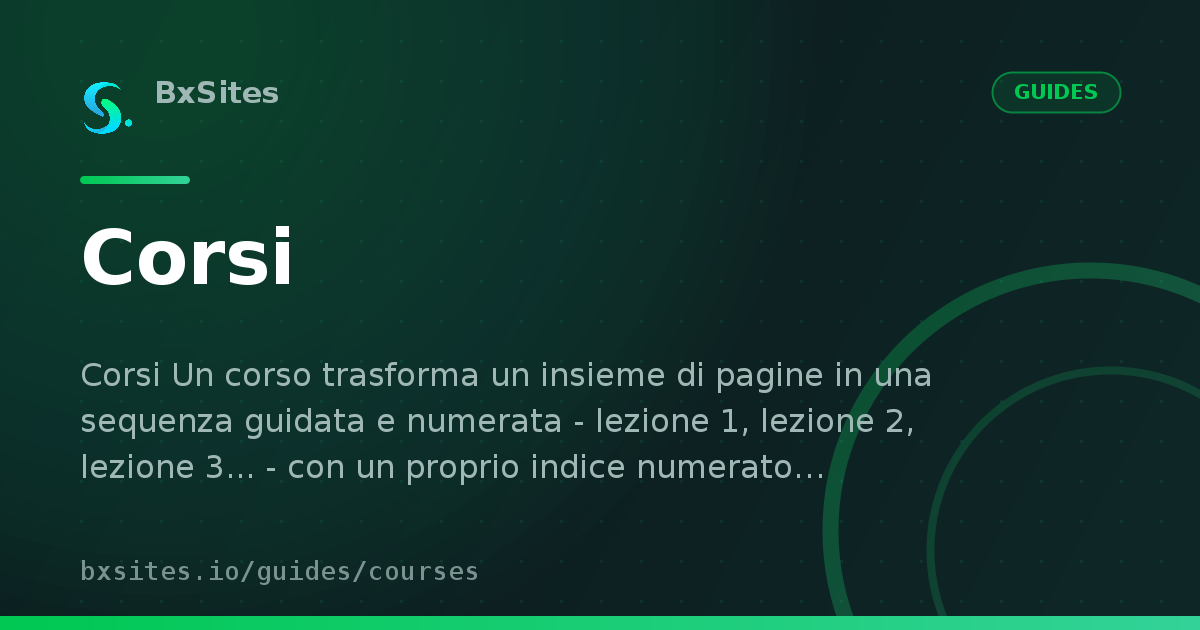 BxSites
GUIDES
Corsi
Corsi Un corso trasforma un insieme di pagine in una
sequenza guidata e numerata - lezione 1, lezione 2,
lezione 3... - con un proprio indice numerato…
bxsites.io/guides/courses